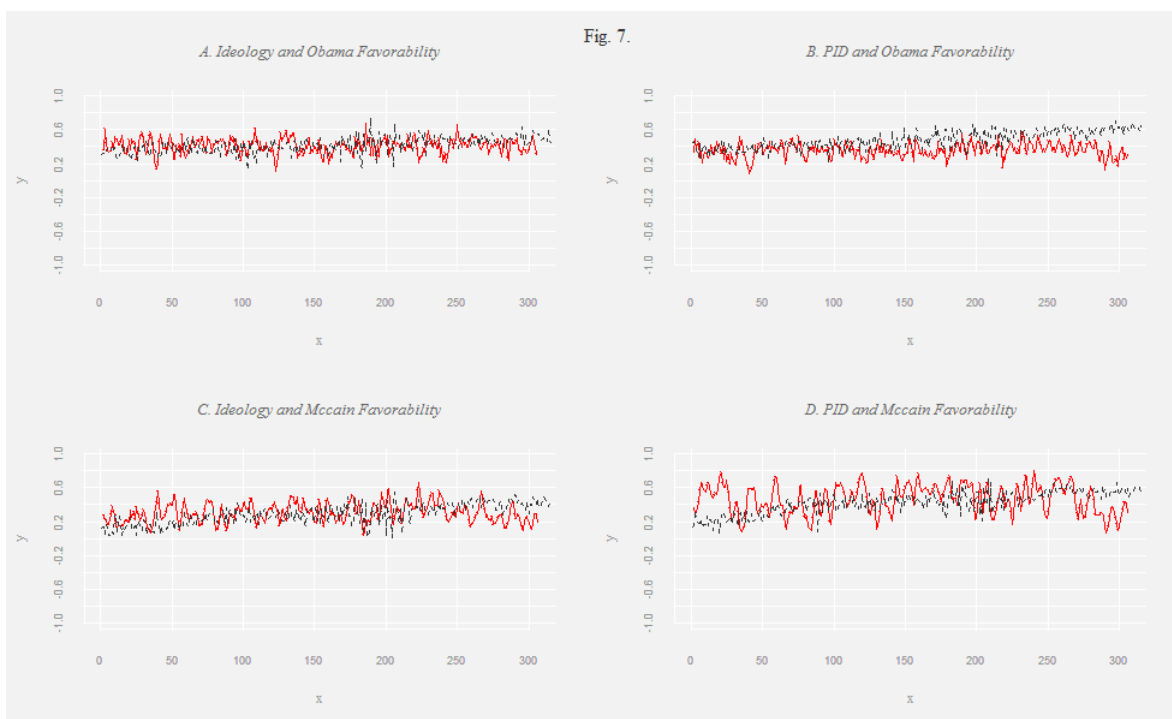 Fig. 7.
A. Ideology and Obama Favorability
B. PID and Obama Favorability
1.0
0.6
0.2
-0.2
-0.6
-1.0
y
0 50 100 150 200 250 300
x
1.0
0.6
0.2
-0.2
-0.6
-1.0
y
0 50 100 150 200 250 300
x
C. Ideology and Mccain Favorability
D. PID and Mccain Favorability
1.0
0.6
0.2
-0.2
-0.6
-1.0
y
0 50 100 150 200 250 300
x
1.0
0.6
0.2
-0.2
-0.6
-1.0
y
0 50 100 150 200 250 300
x